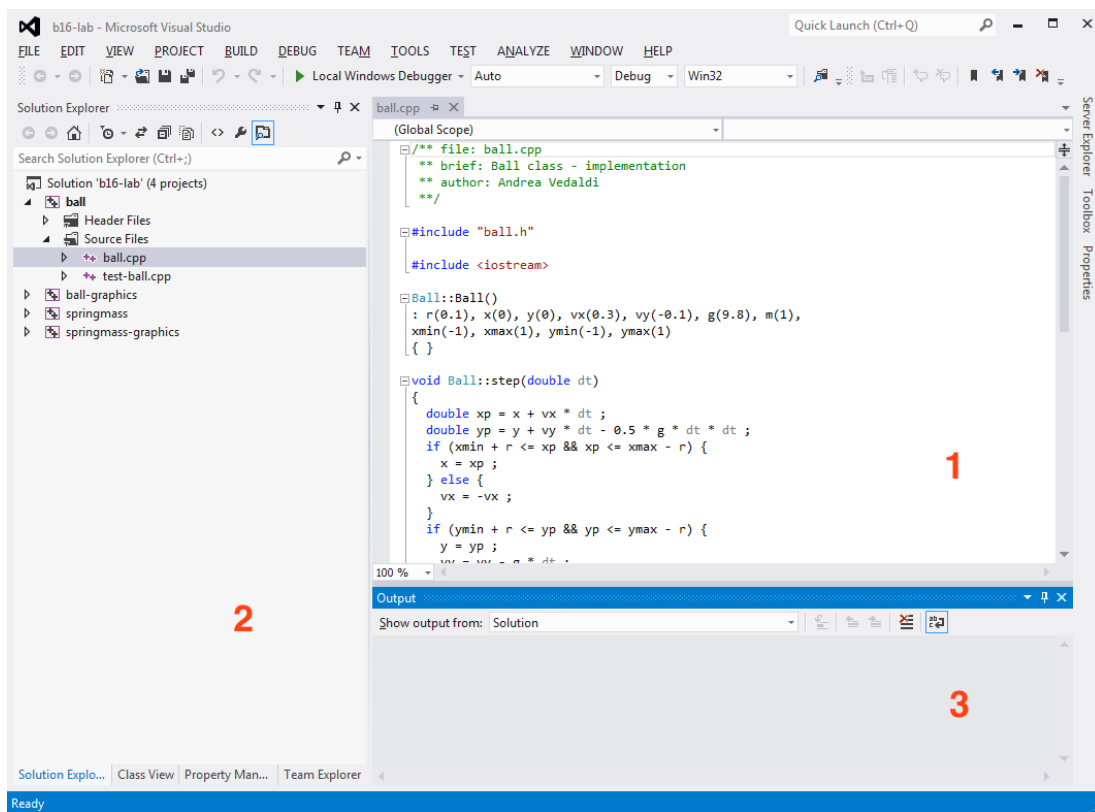 b16-lab - Microsoft Visual Studio
Quick Launch (Ctrl+Q)
FILE EDIT VIEW PROJECT BUILD DEBUG TEAM TOOLS TEST ANALYZE WINDOW HELP
Local Windows Debugger Auto Debug Win32
Solution Explorer
Search Solution Explorer (Ctrl+;)
Solution 'b16-lab' (4 projects)
ball
Header Files
Source Files
ball.cpp
test-ball.cpp
ball-graphics
springmass
springmass-graphics
2
Solution Explo... Class View Property Man... Team Explorer
ball.cpp
(Global Scope)
/** file: ball.cpp
** brief: Ball class - implementation
** author: Andrea Vedaldi
**/
#include "ball.h"
#include <iostream>
Ball::Ball()
: r(0.1), x(0), y(0), vx(0.3), vy(-0.1), g(9.8), m(1),
xmin(-1), xmax(1), ymin(-1), ymax(1)
{ }
void Ball::step(double dt)
{
double xp = x + vx * dt ;
double yp = y + vy * dt - 0.5 * g * dt * dt ;
if (xmin + r <= xp && xp <= xmax - r) {
x = xp ;
} else {
vx = -vx ;
}
if (ymin + r <= yp && yp <= ymax - r) {
y = yp ;
vy = vy - g * dt ;
1
100 %
Output
Show output from: Solution
3
Server Explorer
Toolbox
Properties
Ready